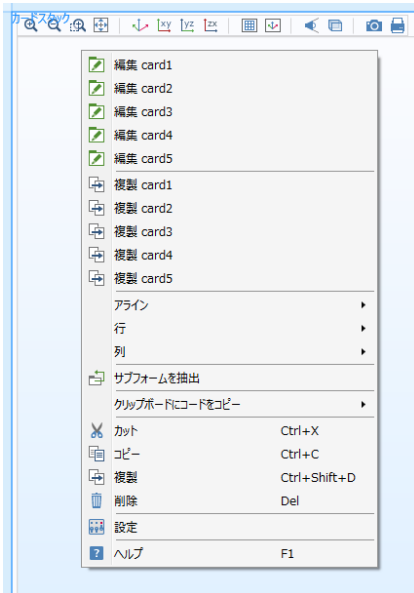 カードスタック
xy
yz
zx
編集 card1
編集 card2
編集 card3
編集 card4
編集 card5
複製 card1
複製 card2
複製 card3
複製 card4
複製 card5
アライン
行
列
サブフォームを抽出
クリップボードにコードをコピー
カット Ctrl+X
コピー Ctrl+C
複製 Ctrl+Shift+D
削除 Del
設定
ヘルプ F1